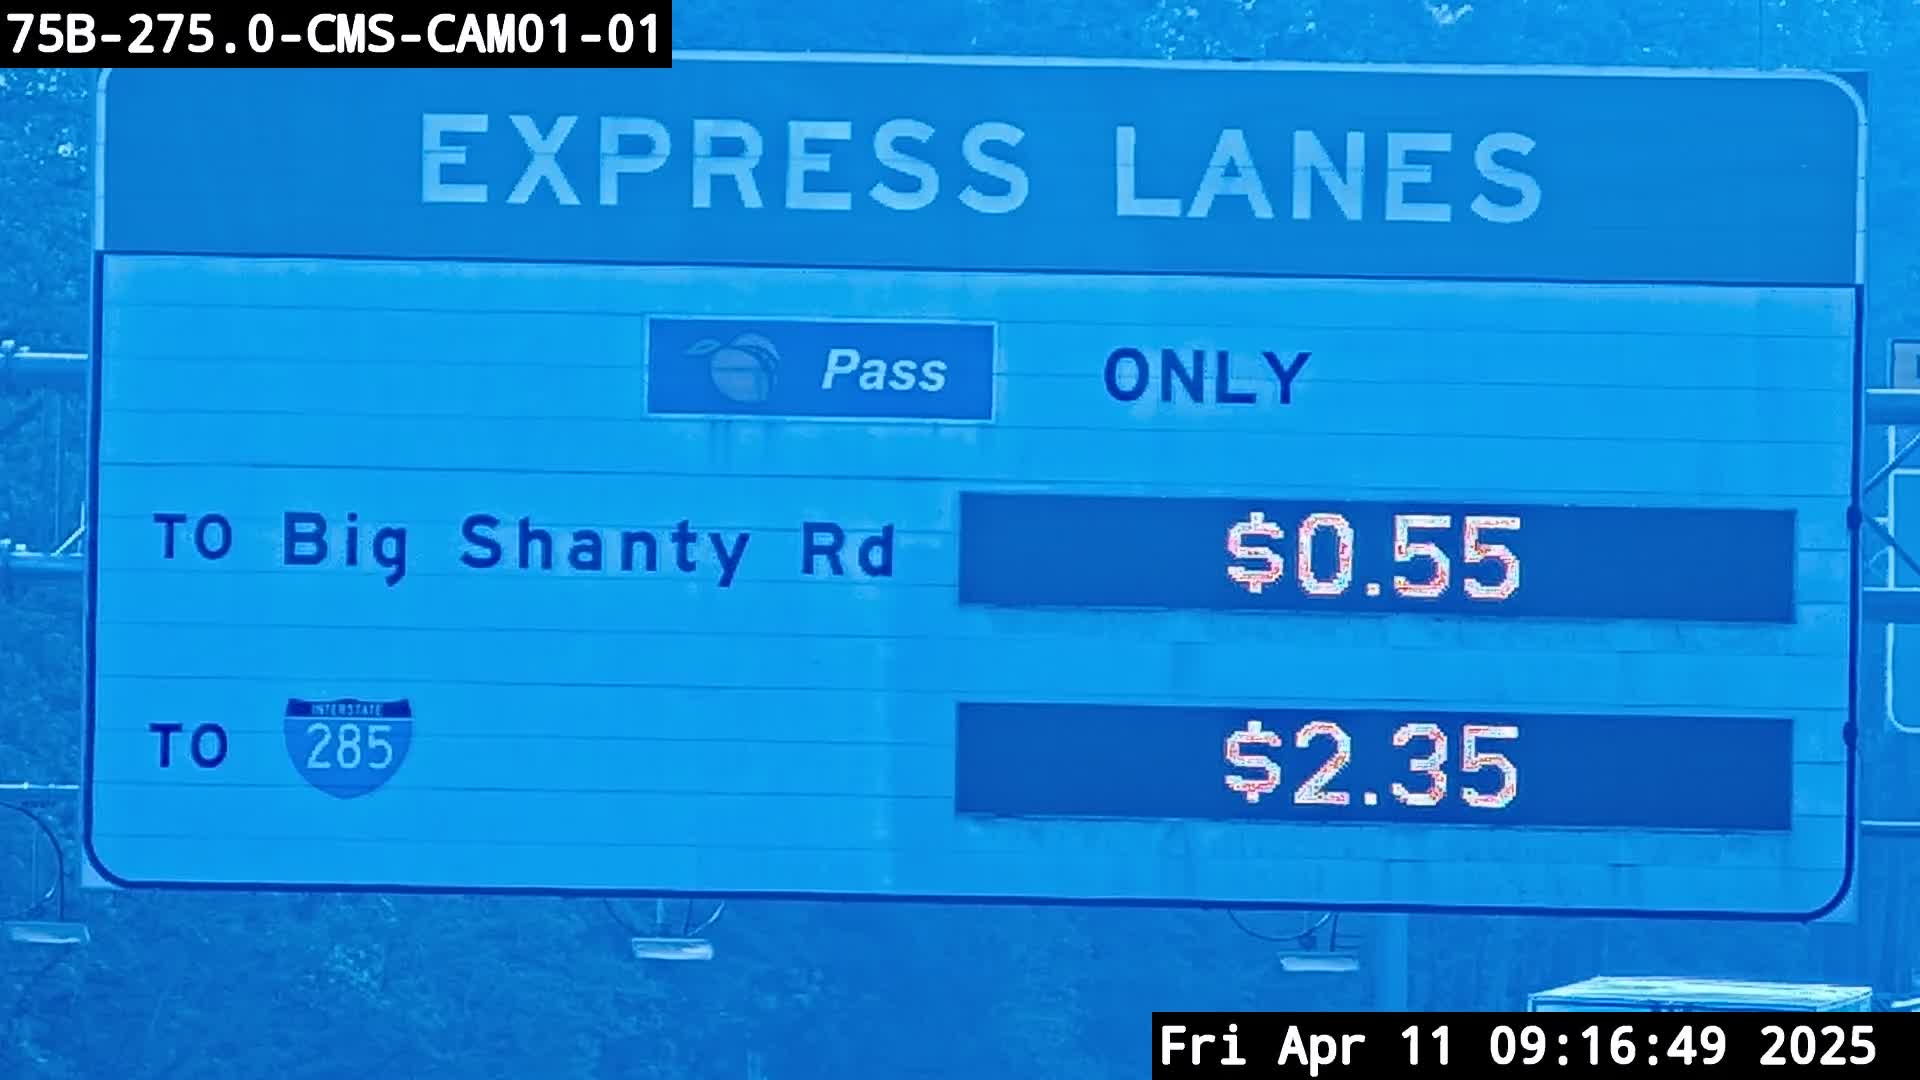 75B-275.0-CMS-CAM01-01
EXPRESS LANES
Pass ONLY
TO Big Shanty Rd $0.55
INTERSTATE
TO 285 $2.35
Fri Apr 11 09:16:49 2025